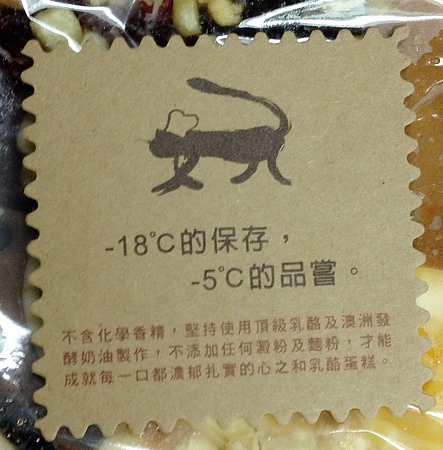 -18℃的保存，
-5℃的品嘗。
不含化學香精，堅持使用頂級乳酪及澳洲發
酵奶油製作，不添加任何澱粉及麵粉，才能
成就每一口都濃郁扎實的心之和乳酪蛋糕。